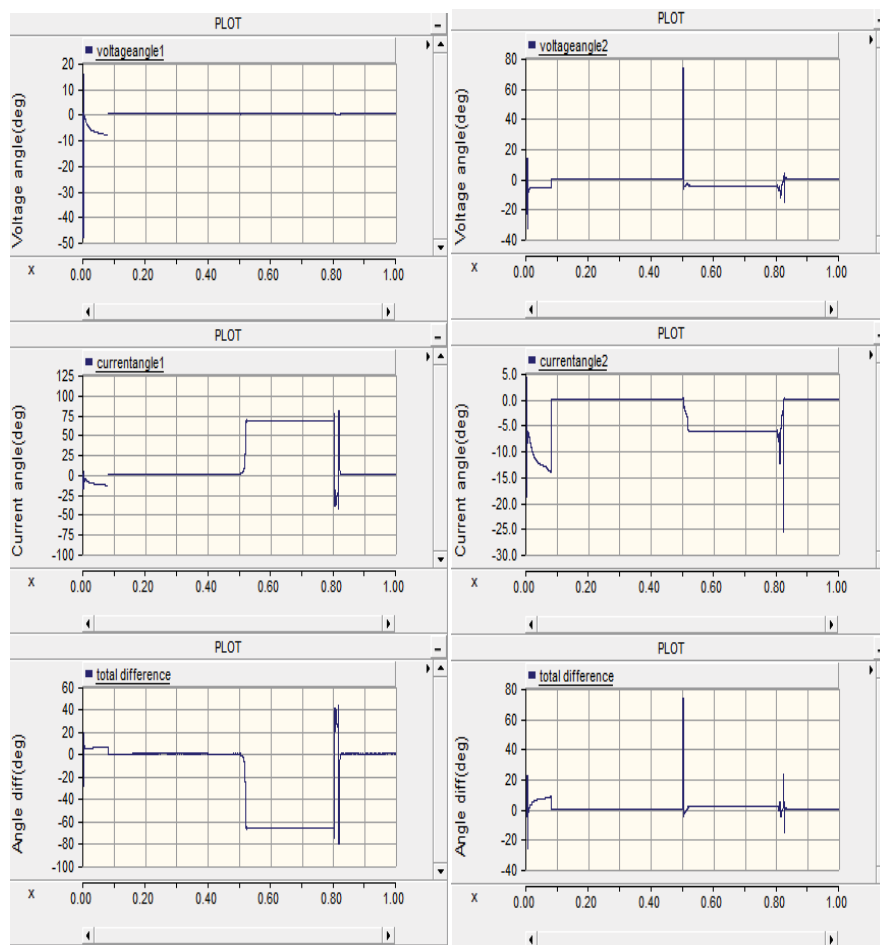 PLOT
voltageangle1
Voltage angle(deg)
20
10
0
-10
-20
-30
-40
-50
x 0.00 0.20 0.40 0.60 0.80 1.00
PLOT
voltageangle2
Voltage angle(deg)
80
60
40
20
0
-20
-40
x 0.00 0.20 0.40 0.60 0.80 1.00
PLOT
currentangle1
Current angle(deg)
125
100
75
50
25
0
-25
-50
-75
-100
x 0.00 0.20 0.40 0.60 0.80 1.00
PLOT
currentangle2
Current angle(deg)
5.0
0.0
-5.0
-10.0
-15.0
-20.0
-25.0
-30.0
x 0.00 0.20 0.40 0.60 0.80 1.00
PLOT
total difference
Angle diff(deg)
60
40
20
0
-20
-40
-60
-80
-100
x 0.00 0.20 0.40 0.60 0.80 1.00
PLOT
total difference
Angle diff(deg)
80
60
40
20
0
-20
-40
x 0.00 0.20 0.40 0.60 0.80 1.00